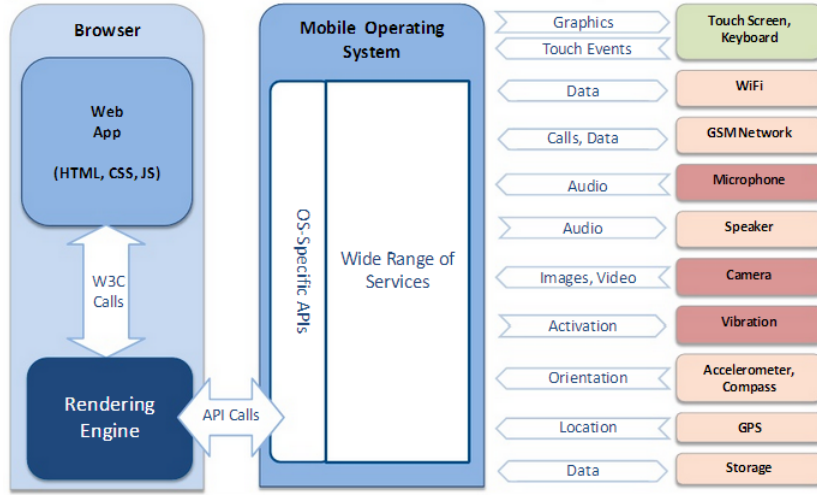 Browser
Web
App
(HTML, CSS, JS)
W3C
Calls
Rendering
Engine
API Calls
Mobile Operating
System
OS-Specific APIs
Wide Range of
Services
Graphics
Touch Events
Touch Screen,
Keyboard
Data
WiFi
Calls, Data
GSM Network
Audio
Microphone
Audio
Speaker
Images, Video
Camera
Activation
Vibration
Orientation
Accelerometer,
Compass
Location
GPS
Data
Storage